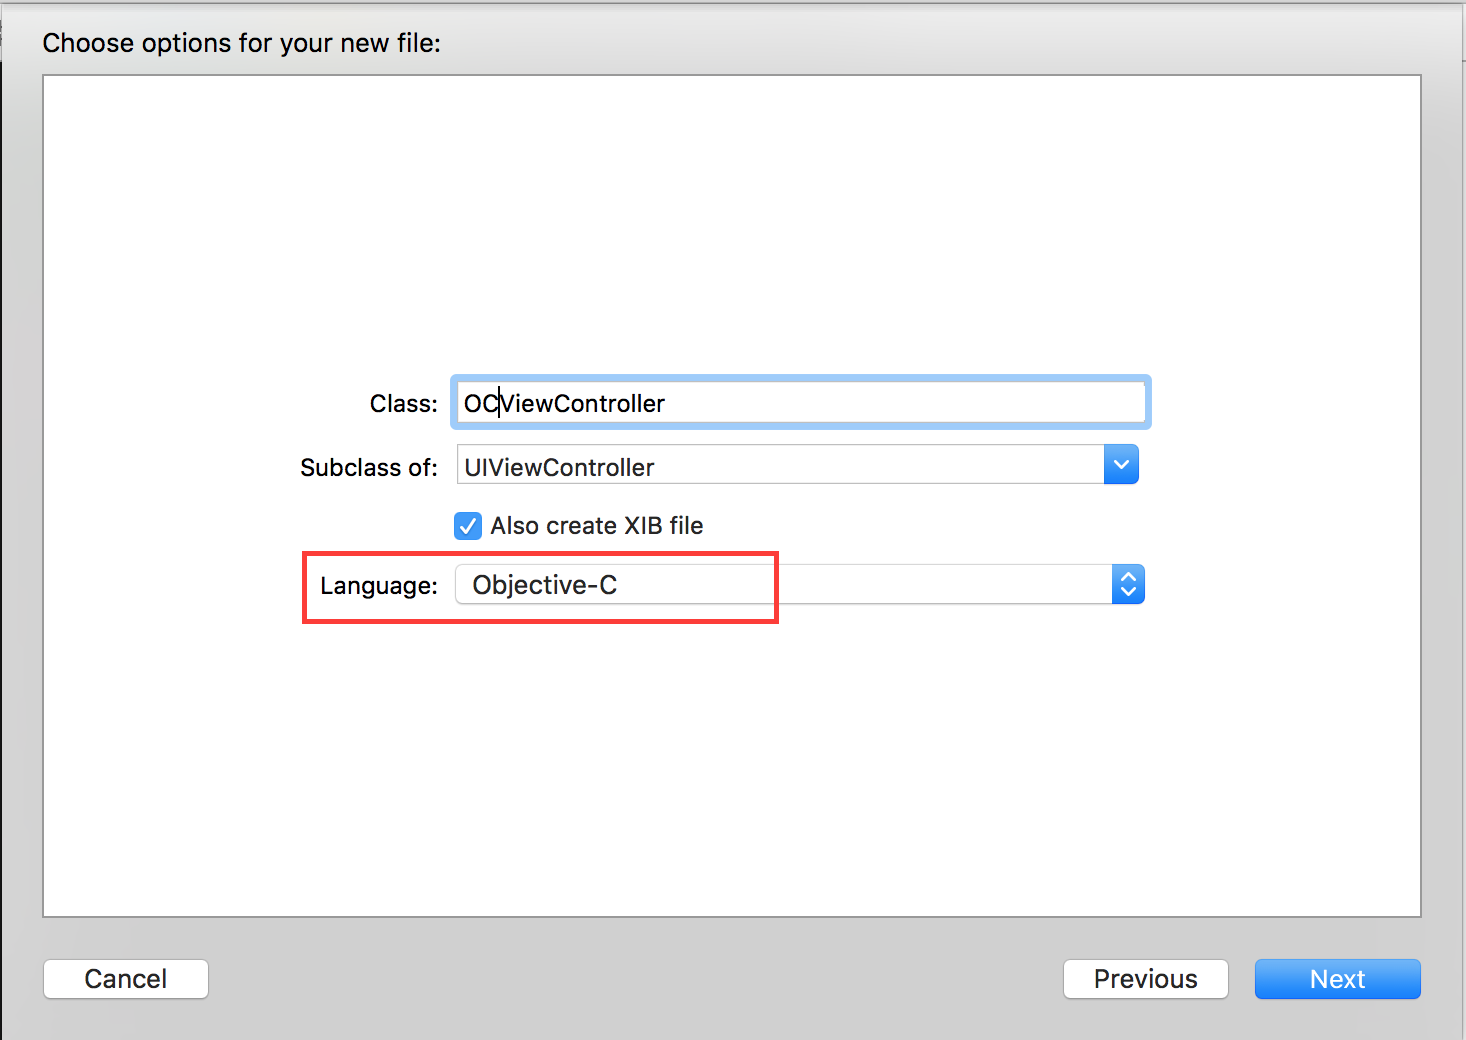 Choose options for your new file:
Class: OCViewController
Subclass of: UIViewController
Also create XIB file
Language: Objective-C
Cancel Previous Next